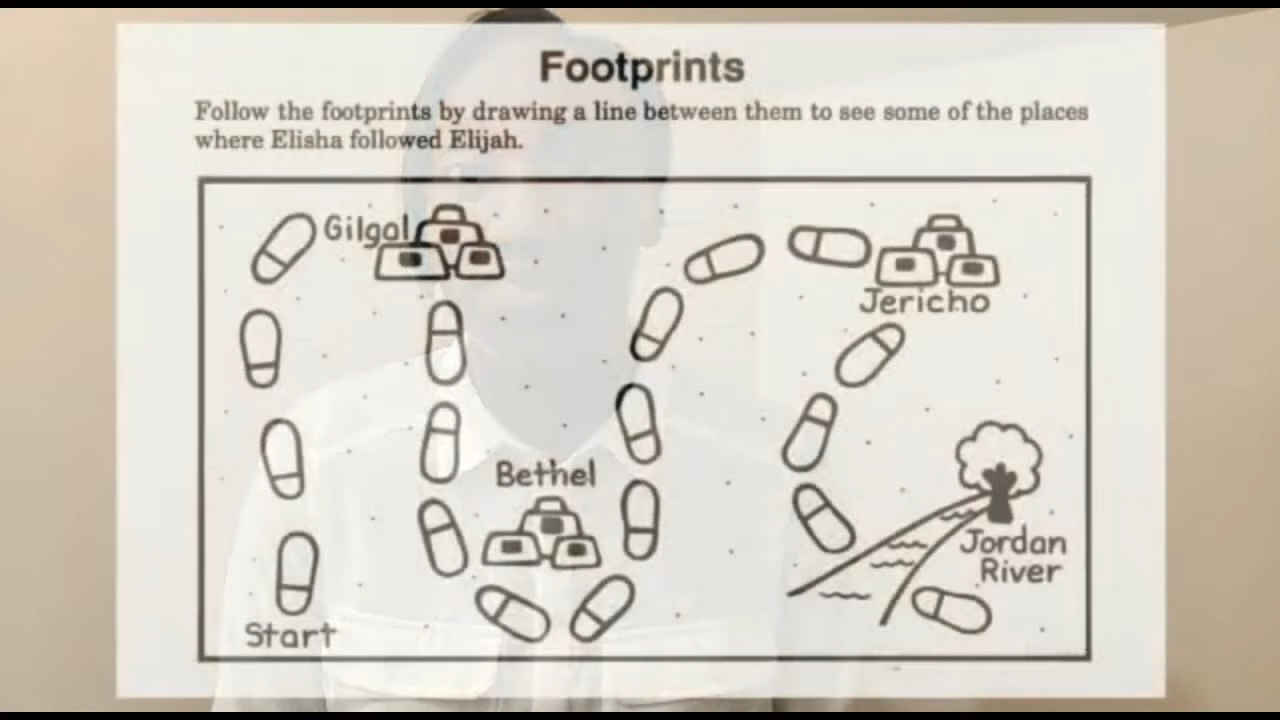 Footprints
Follow the footprints by drawing a line between them to see some of the places
where Elisha followed Elijah.
Gilgal
Jericho
Bethel
Jordan
River
Start